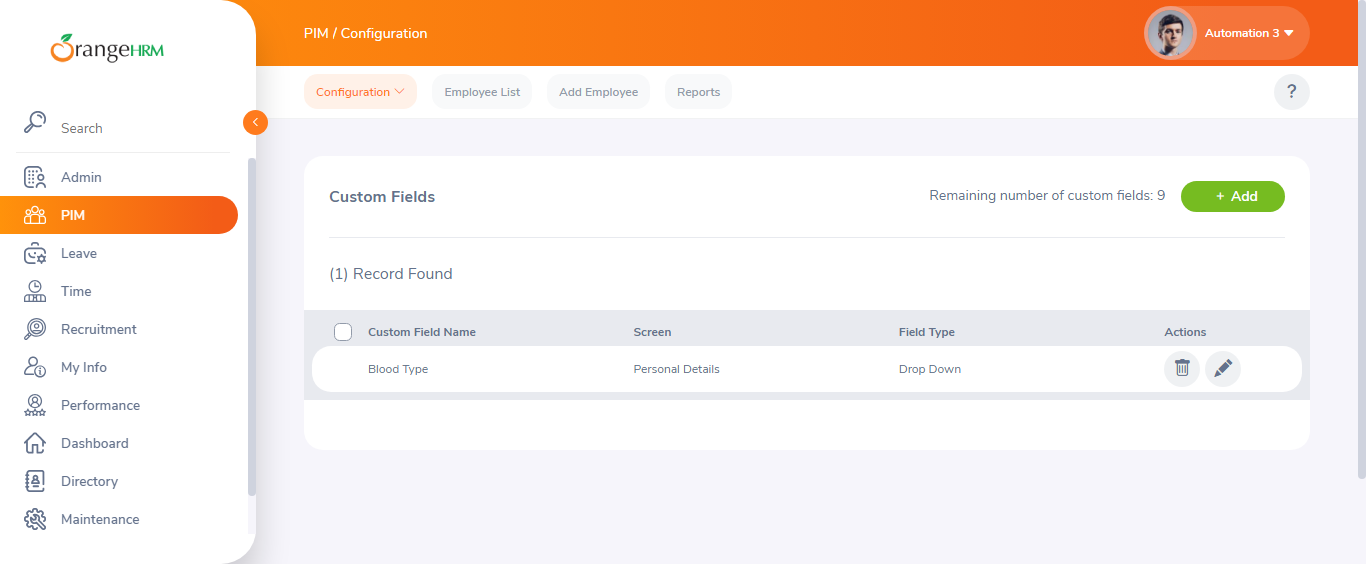 OrangeHRM
Search
Admin
PIM
Leave
Time
Recruitment
My Info
Performance
Dashboard
Directory
Maintenance
PIM / Configuration
Automation 3
Configuration
Employee List
Add Employee
Reports
?
Custom Fields
Remaining number of custom fields: 9
+ Add
(1) Record Found
Custom Field Name Screen Field Type Actions
Blood Type Personal Details Drop Down